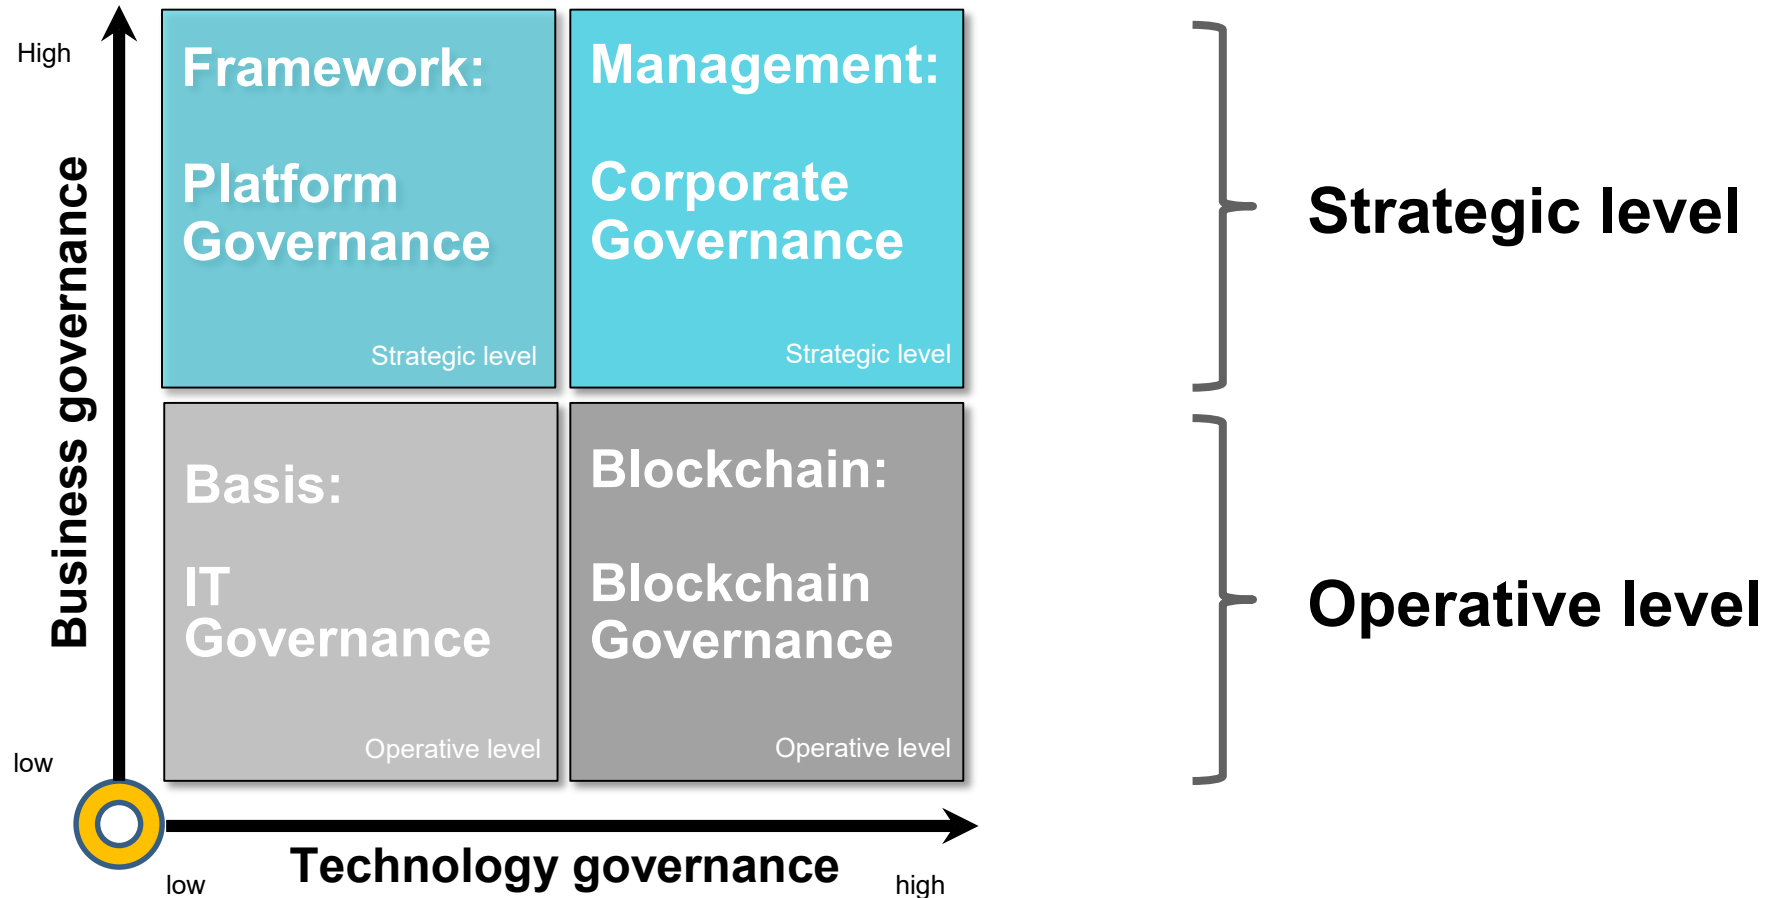 High
Business governance
low
Framework:
Platform
Governance
Strategic level
Management:
Corporate
Governance
Strategic level
Basis:
IT
Governance
Operative level
Blockchain:
Blockchain
Governance
Operative level
low
Technology governance
high
Strategic level
Operative level